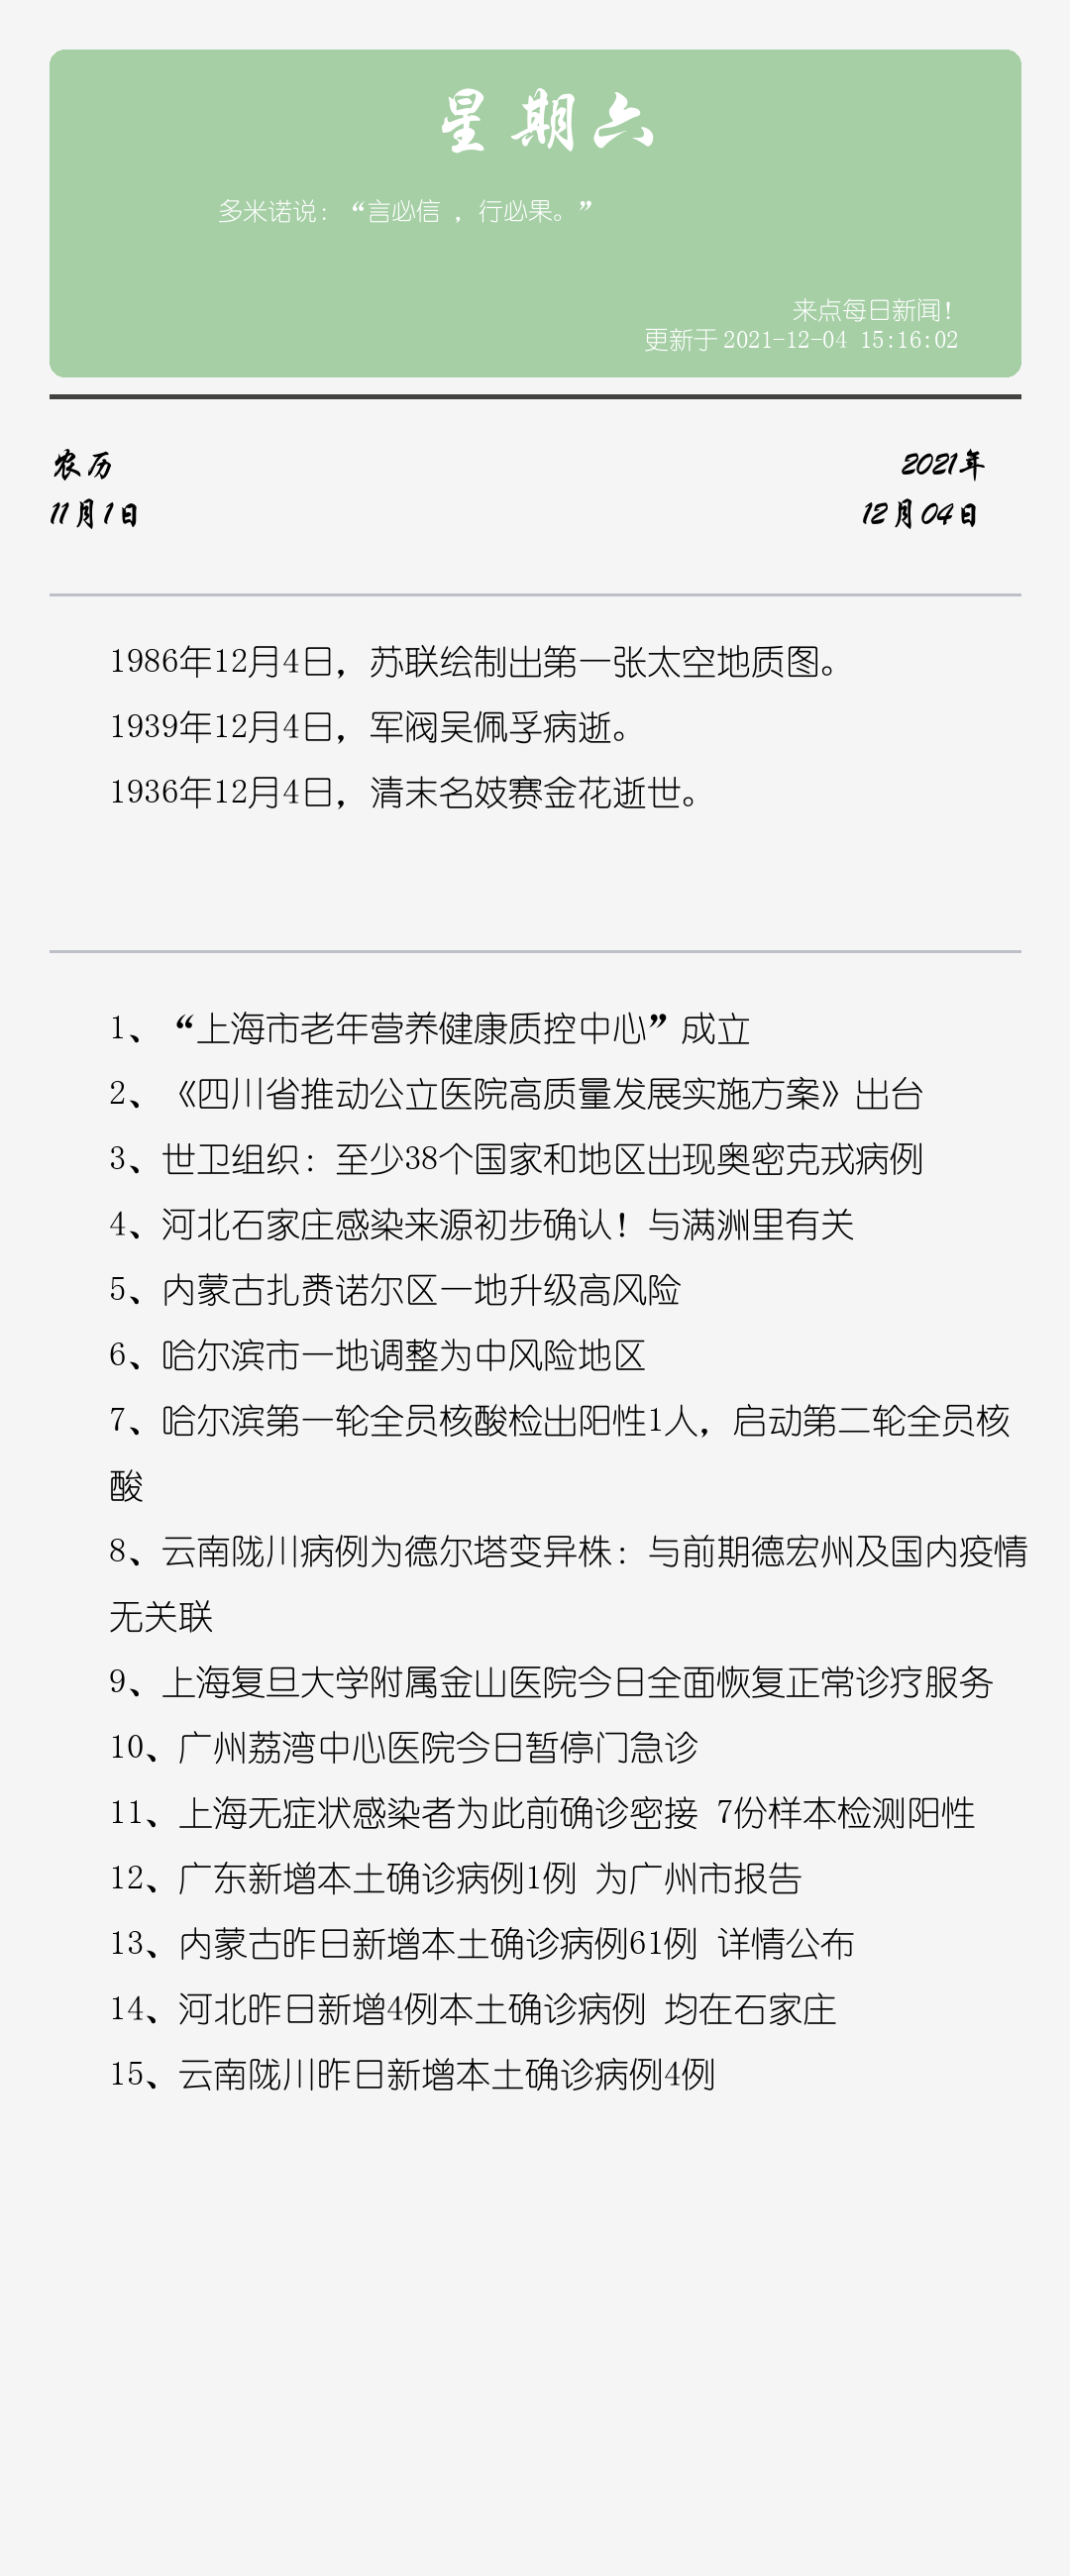 星期六
多米诺说：“言必信 ，行必果。”
来点每日新闻！
更新于2021-12-04 15:16:02
农历
2021年
11月1日
12月04日
1986年12月4日，苏联绘制出第一张太空地质图。
1939年12月4日，军阀吴佩孚病逝。
1936年12月4日，清末名妓赛金花逝世。
1、“上海市老年营养健康质控中心”成立
2、《四川省推动公立医院高质量发展实施方案》出台
3、世卫组织：至少38个国家和地区出现奥密克戎病例
4、河北石家庄感染来源初步确认！与满洲里有关
5、内蒙古扎赉诺尔区一地升级高风险
6、哈尔滨市一地调整为中风险地区
7、哈尔滨第一轮全员核酸检出阳性1人，启动第二轮全员核
酸
8、云南陇川病例为德尔塔变异株：与前期德宏州及国内疫情
无关联
9、上海复旦大学附属金山医院今日全面恢复正常诊疗服务
10、广州荔湾中心医院今日暂停门急诊
11、上海无症状感染者为此前确诊密接 7份样本检测阳性
12、广东新增本土确诊病例1例 为广州市报告
13、内蒙古昨日新增本土确诊病例61例 详情公布
14、河北昨日新增4例本土确诊病例 均在石家庄
15、云南陇川昨日新增本土确诊病例4例